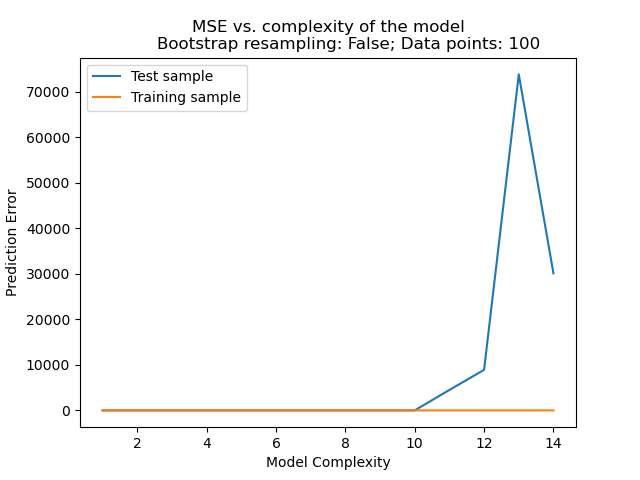 MSE vs. complexity of the model
Bootstrap resampling: False; Data points: 100
Test sample
Training sample
70000
60000
50000
40000
30000
20000
10000
0
Prediction Error
2 4 6 8 10 12 14
Model Complexity